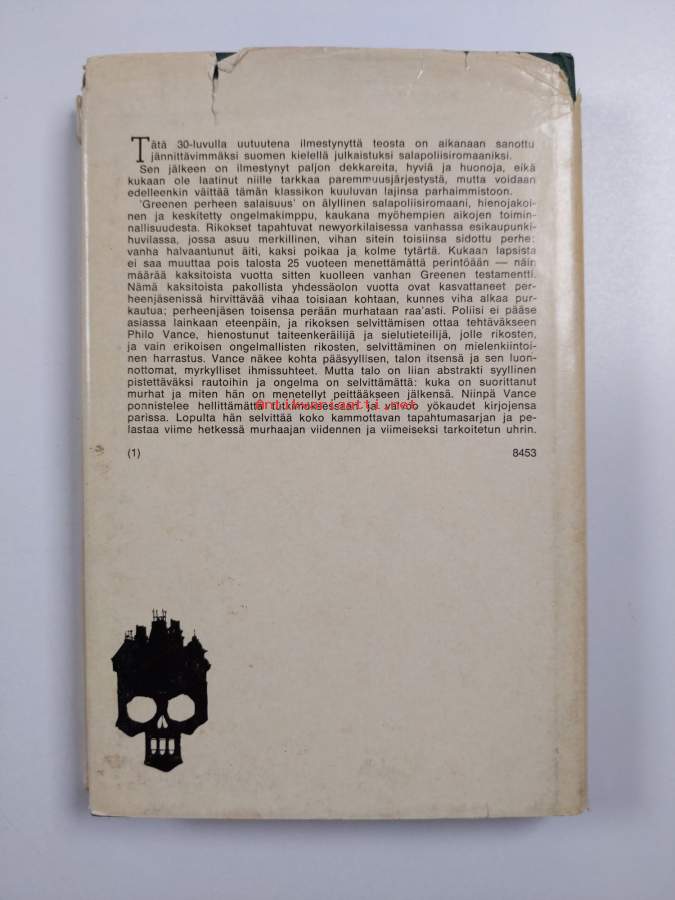 Tätä 30-luvulla uutuutena ilmestynyttä teosta on aikanaan sanottu
jännittävimmäksi suomen kielellä julkaistuksi salapoliisiromaaniksi.
Sen jälkeen on ilmestynyt paljon dekkareita, hyviä ja huonoja, eikä
kukaan ole laatinut niille tarkkaa paremmuusjärjestystä, mutta voidaan
edelleenkin väittää tämän klassikon kuuluvan lajinsa parhaimmistoon.
'Greenen perheen salaisuus' on älyllinen salapoliisiromaani, hienojakoi-
nen ja keskitetty ongelmakimppu, kaukana myöhempien aikojen toimin-
nallisuudesta. Rikokset tapahtuvat newyorkilaisessa vanhassa esikaupunki-
huvilassa, jossa asuu merkillinen, vihan sitein toisiinsa sidottu perhe:
vanha halvaantunut äiti, kaksi poikaa ja kolme tytärtä. Kukaan lapsista
ei saa muuttaa pois talosta 25 vuoteen menettämättä perintöään — näin
määrää kaksitoista vuotta sitten kuolleen vanhan Greenen testamentti.
Nämä kaksitoista pakollista yhdessäolon vuotta ovat kasvattaneet per-
heenjäsenissä hirvittävää vihaa toisiaan kohtaan, kunnes viha alkaa pur-
kautua; perheenjäsen toisensa perään murhataan raa'asti. Poliisi ei pääse
asiassa lainkaan eteenpäin, ja rikoksen selvittämisen ottaa tehtäväkseen
Philo Vance, hienostunut taiteenkeräilijä ja sielutieteilijä, jolle rikosten,
ja vain erikoisen ongelmallisten rikosten, selvittäminen on mielenkiintoi-
nen harrastus. Vance näkee kohta pääsyyllisen, talon itsensä ja sen luon-
nottomat, myrkylliset ihmissuhteet. Mutta talo on liian abstrakti syyllinen
pistettäväksi rautoihin ja ongelma on selvittämättä: kuka on suorittanut
murhat ja miten hän on menetellyt peittääkseen jälkensä. Niinpä Vance
ponnistelee hellittämättä tutkimuksessaan ja valvoo yökaudet kirjojensa
antikvariaatti.net
parissa. Lopulta hän selvittää koko kammottavan tapahtumasarjan ja pe-
lastaa viime hetkessä murhaajan viidennen ja viimeiseksi tarkoitetun uhrin.
(1) 8453